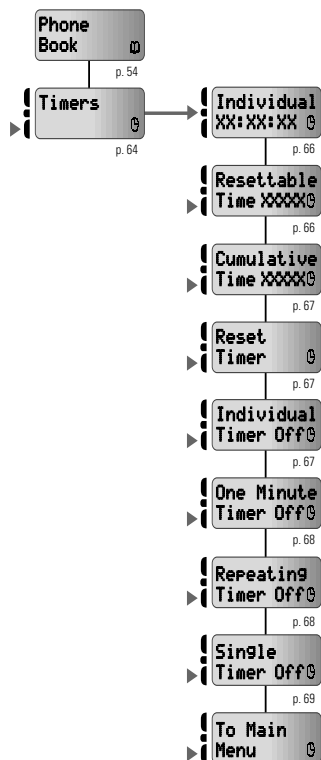 Phone
Book
p. 54
Timers
p. 64
Individual
XX:XX:XX
p. 66
Resettable
Time XXXXX
p. 66
Cumulative
Time XXXXX
p. 67
Reset
Timer
p. 67
Individual
Timer Off
p. 67
One Minute
Timer Off
p. 68
Repeating
Timer Off
p. 68
Single
Timer Off
p. 69
To Main
Menu